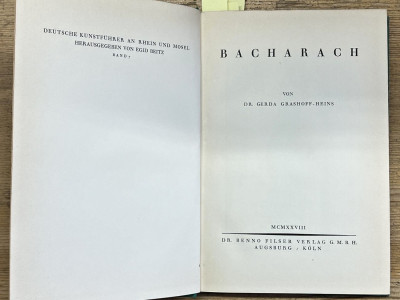 DEUTSCHE KUNSTFÜHRER AN RHEIN UND MOSEL
HERAUSGEGEBEN VON EGID BEITZ
BAND
BACHARACH
VON
DR. GERDA GRASHOFF-HEINS
MCMXXVIII
DR. BENNO FILSER VERLAG G.M.B.H.
AUGSBURG : KÖLN